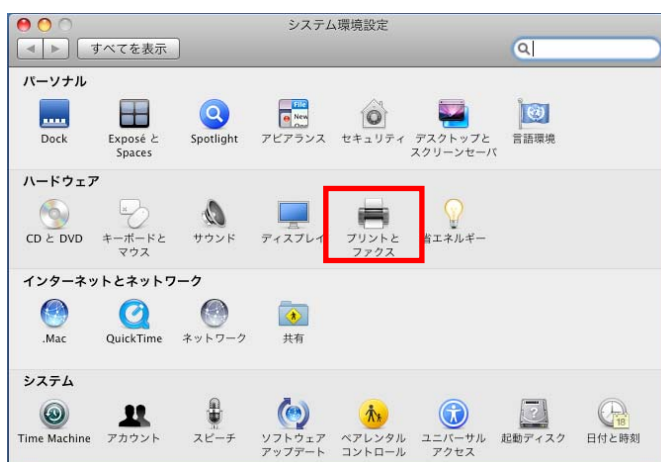 システム環境設定
すべてを表示
パーソナル
Dock
Exposé と
Spaces
Spotlight
アピアランス
セキュリティ
デスクトップと
スクリーンセーバ
言語環境
ハードウェア
CD と DVD
キーボードと
マウス
サウンド
ディスプレイ
プリントと
ファクス
省エネルギー
インターネットとネットワーク
.Mac
QuickTime
ネットワーク
共有
システム
Time Machine
アカウント
スピーチ
ソフトウェア
アップデート
ペアレンタル
コントロール
ユニバーサル
アクセス
起動ディスク
日付と時刻